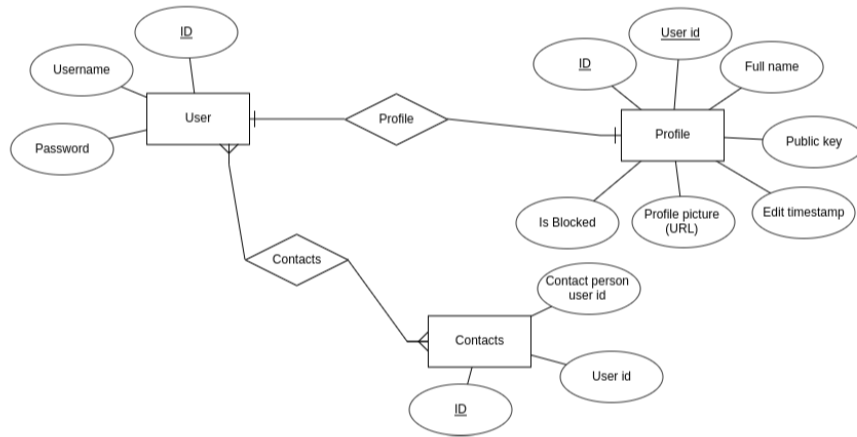 ID
User id
Username
ID
Full name
User
Profile
Profile
Password
Public key
Is Blocked
Profile picture
(URL)
Edit timestamp
Contacts
Contact person
user id
Contacts
User id
ID